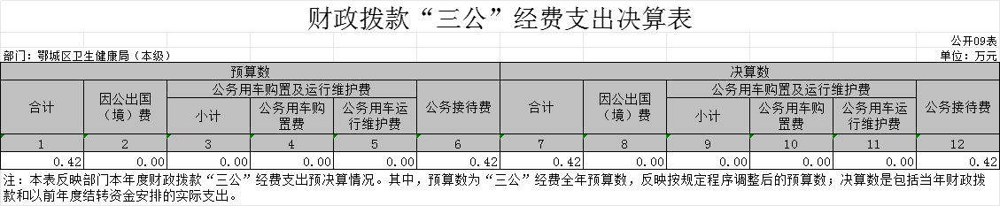 财政拨款“三公”经费支出决算表
公开09表
部门：鄂城区卫生健康局（本级） 单位：万元
预算数 决算数
合计 因公出国（境）费 公务用车购置及运行维护费 公务接待费 合计 因公出国（境）费 公务用车购置及运行维护费 公务接待费
小计 公务用车购置费 公务用车运行维护费 小计 公务用车购置费 公务用车运行维护费
1 2 3 4 5 6 7 8 9 10 11 12
0.42 0.00 0.00 0.00 0.00 0.42 0.42 0.00 0.00 0.00 0.00 0.42
注：本表反映部门本年度财政拨款“三公”经费支出预决算情况。其中，预算数为“三公”经费全年预算数，反映按规定程序调整后的预算数；决算数是包括当年财政拨
款和以前年度结转资金安排的实际支出。